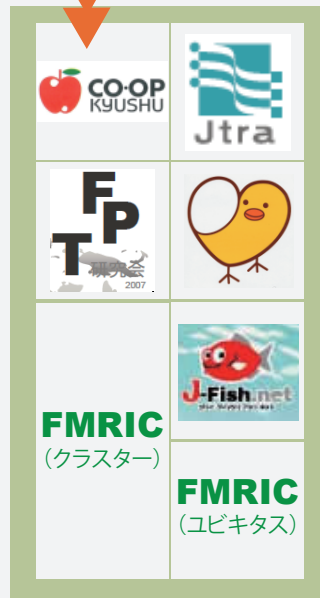 CO·OP
KYUSHU
Jtra
F
P
T
研究会
2007
J-Fish.net
FMRIC
（クラスター）
FMRIC
（ユビキタス）